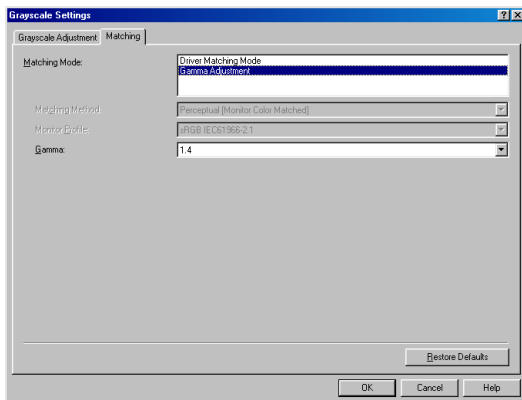 Grayscale Settings
Grayscale Adjustment Matching
Matching Mode:
Driver Matching Mode
Gamma Adjustment
Matching Method:
Perceptual [Monitor Color Matched]
Monitor Profile:
sRGB IEC61966-2.1
Gamma:
1.4
Restore Defaults
OK Cancel Help